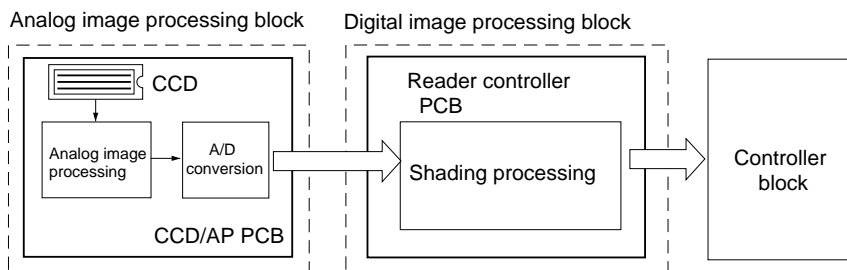 Analog image processing block
Digital image processing block
CCD
Analog image
processing
A/D
conversion
CCD/AP PCB
Reader controller
PCB
Shading processing
Controller
block